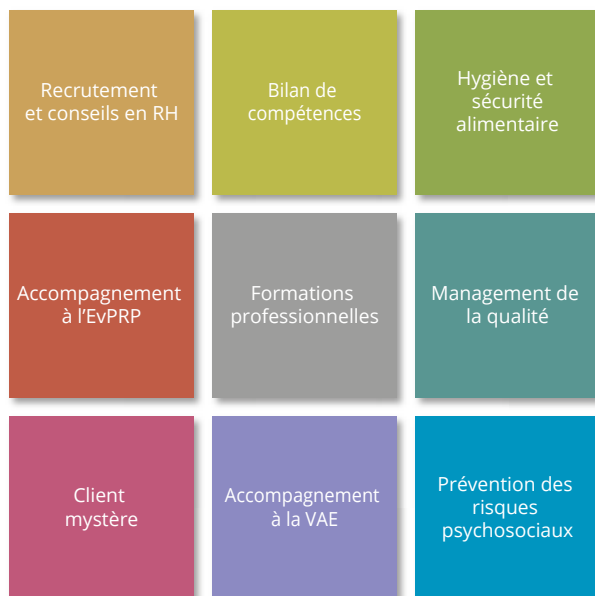 Recrutement
et conseils en RH
Bilan de
compétences
Hygiène et
sécurité
alimentaire
Accompagnement
à l'EvPRP
Formations
professionnelles
Management de
la qualité
Client
mystère
Accompagnement
à la VAE
Prévention des
risques
psychosociaux